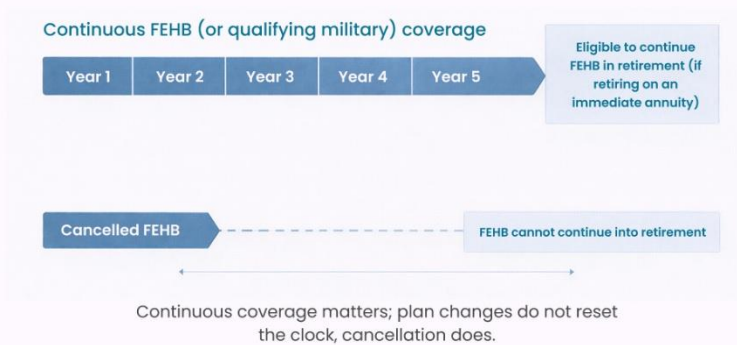 Continuous FEHB (or qualifying military) coverage
Year 1 Year 2 Year 3 Year 4 Year 5
Eligible to continue
FEHB in retirement (if
retiring on an
immediate annuity)
Cancelled FEHB
FEHB cannot continue into retirement
Continuous coverage matters; plan changes do not reset
the clock, cancellation does.